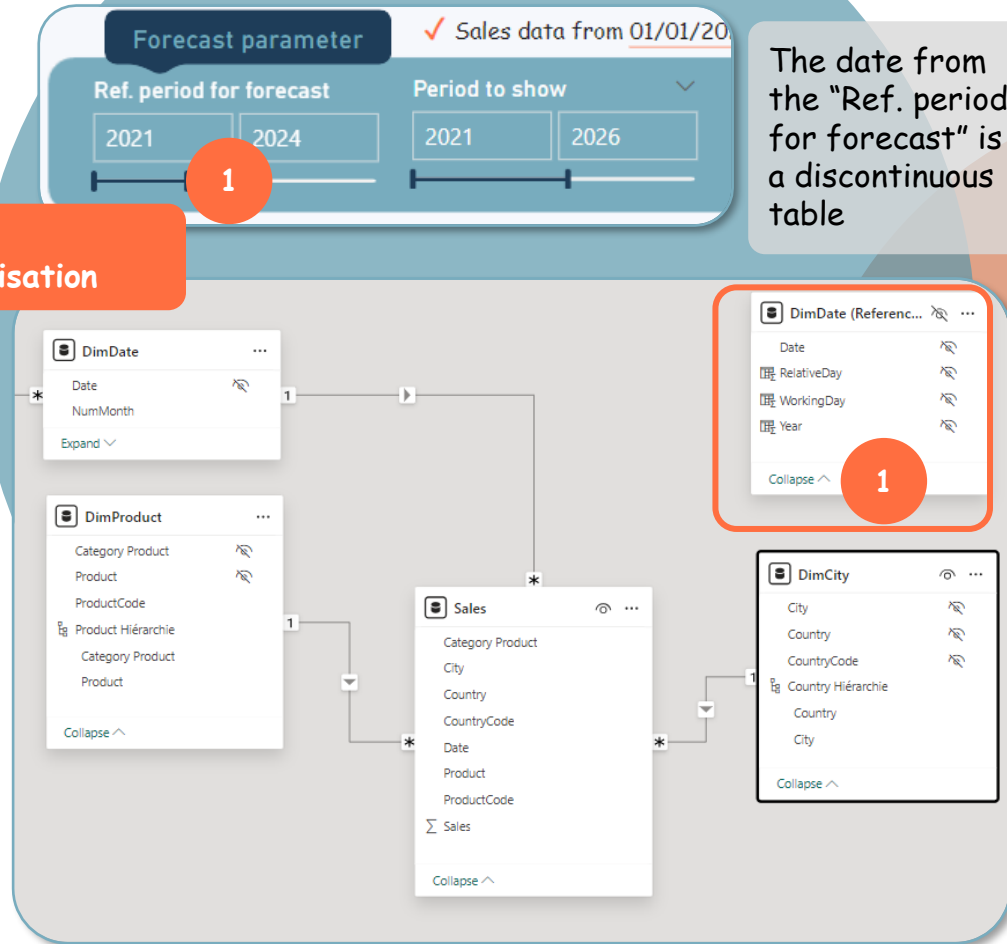 Forecast parameter
✓ Sales data from 01/01/20
Ref. period for forecast
2021
2024
1
Period to show
2021
2026
The date from
the “Ref. period
for forecast” is
a discontinuous
table
isation
DimDate
...
Date
NumMonth
Expand
*
1
DimProduct
...
Category Product
Product
ProductCode
Product Hiérarchie
Category Product
Product
Collapse
1
*
*
Sales
...
Category Product
City
Country
CountryCode
Date
Product
ProductCode
∑ Sales
Collapse
*
1
DimDate (Referenc...
...
Date
RelativeDay
WorkingDay
Year
Collapse
1
DimCity
...
City
Country
CountryCode
Country Hiérarchie
Country
City
Collapse